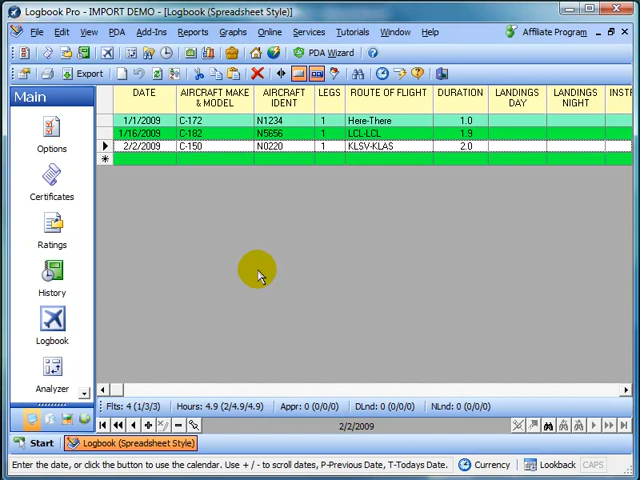 Logbook Pro - IMPORT DEMO - [Logbook (Spreadsheet Style)]
File Edit View PDA Add-Ins Reports Graphs Online Services Tutorials Window Help Affiliate Program
PDA Wizard
Export
Main
Options
Certificates
Ratings
History
Logbook
Analyzer
DATE AIRCRAFT MAKE & MODEL AIRCRAFT IDENT LEGS ROUTE OF FLIGHT DURATION LANDINGS DAY LANDINGS NIGHT INSTR
1/1/2009 C-172 N1234 1 Here-There 1.0
1/16/2009 C-182 N5656 1 LCL-LCL 1.9
2/2/2009 C-150 N0220 1 KLSV-KLAS 2.0
Flts: 4 (1/3/3) Hours: 4.9 (2/4.9/4.9) Appr: 0 (0/0/0) DLnd: 0 (0/0/0) NLnd: 0 (0/0/0)
2/2/2009
Start Logbook (Spreadsheet Style)
Enter the date, or click the button to use the calendar. Use + / - to scroll dates, P-Previous Date, T-Todays Date. Currency Lookback CAPS